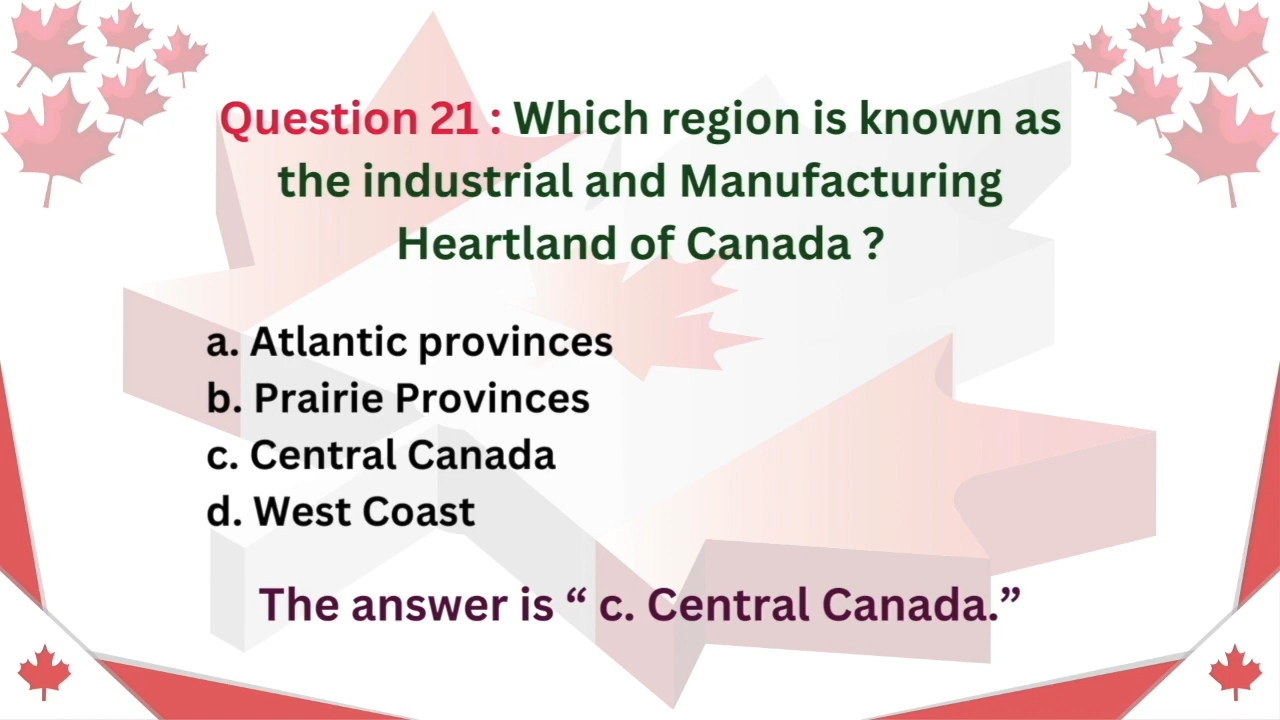 Question 21 : Which region is known as
the industrial and Manufacturing
Heartland of Canada ?
a. Atlantic provinces
b. Prairie Provinces
c. Central Canada
d. West Coast
The answer is “ c. Central Canada.”